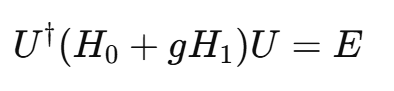 U†(H₀ + gH₁)U = E